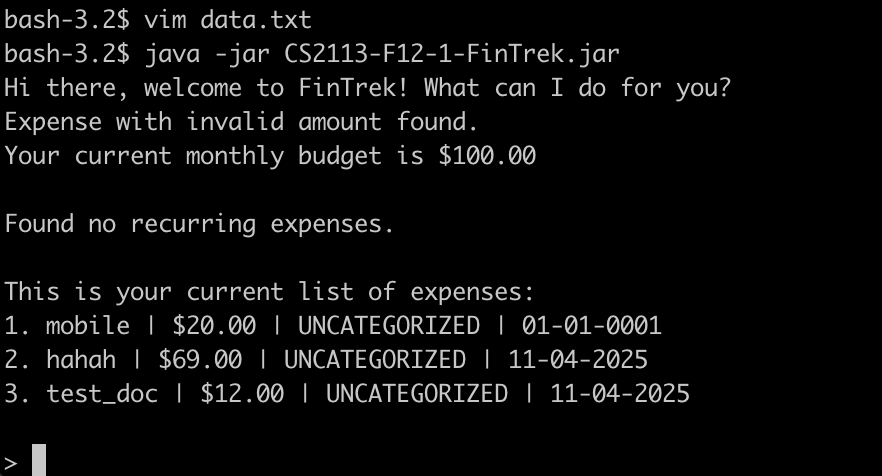 bash-3.2$ vim data.txt
bash-3.2$ java -jar CS2113-F12-1-FinTrek.jar
Hi there, welcome to FinTrek! What can I do for you?
Expense with invalid amount found.
Your current monthly budget is $100.00
Found no recurring expenses.
This is your current list of expenses:
1. mobile | $20.00 | UNCATEGORIZED | 01-01-0001
2. hahah | $69.00 | UNCATEGORIZED | 11-04-2025
3. test_doc | $12.00 | UNCATEGORIZED | 11-04-2025
>